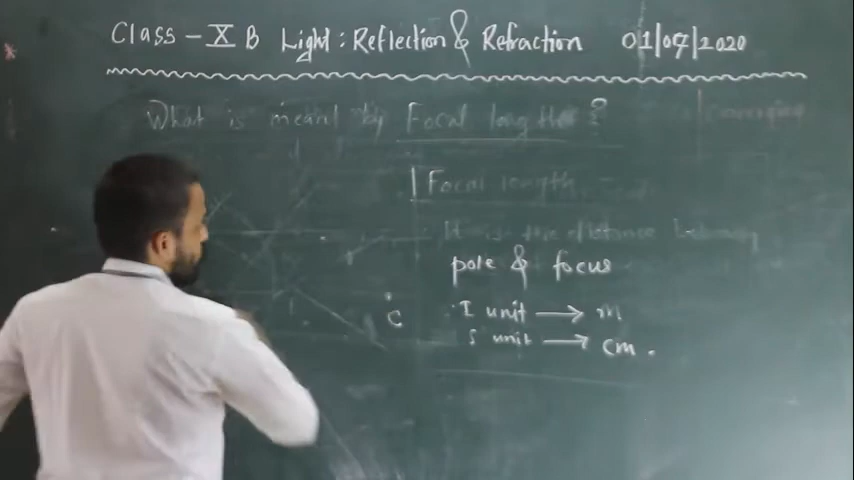 Class - X B Light : Reflection & Refraction 01/07/2020
What is meant by Focal length ?
Focal length
It is the distance between
pole & focus
I unit → m
S unit → cm.